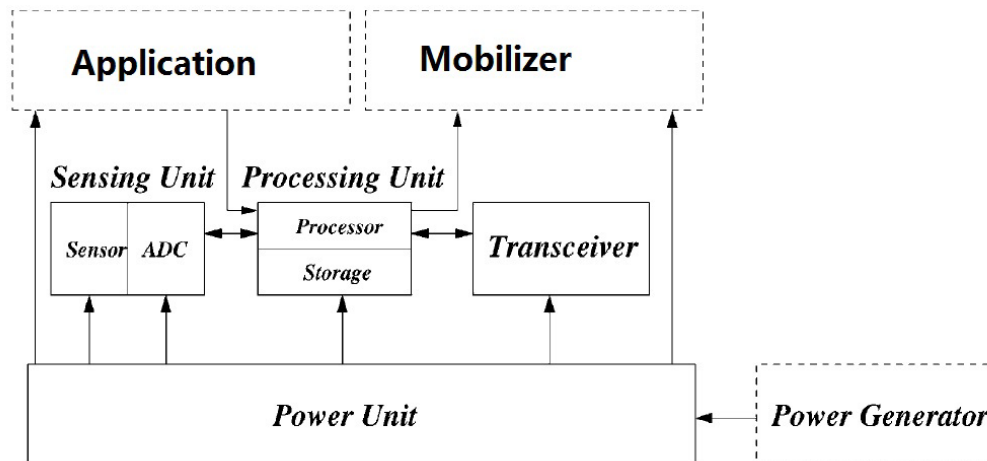 Application
Mobilizer
Sensing Unit
Processing Unit
Sensor
ADC
Processor
Storage
Transceiver
Power Unit
Power Generator